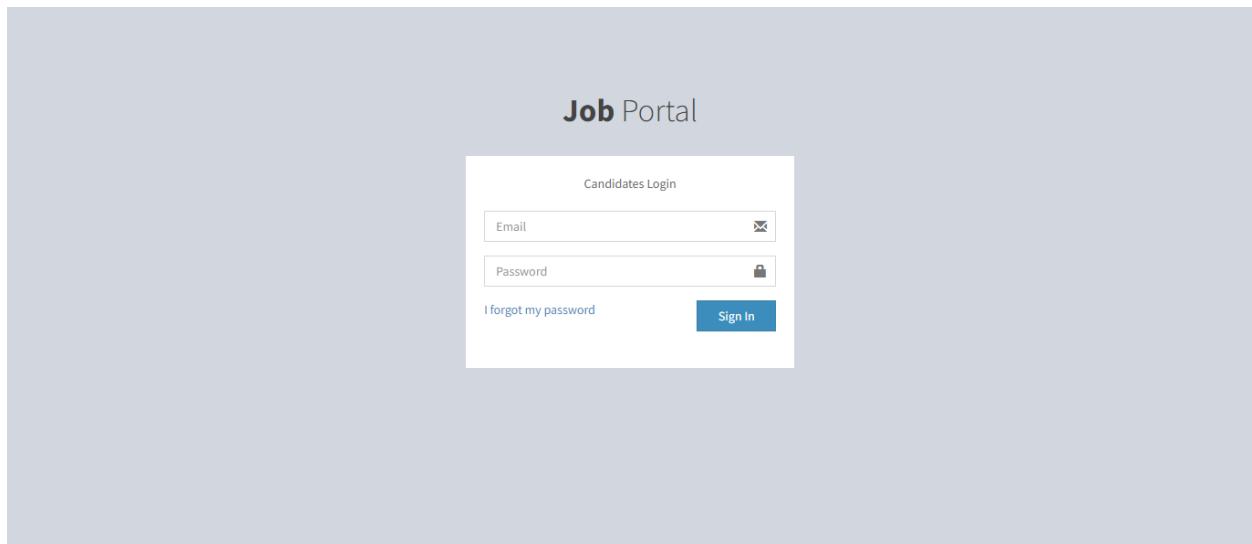 Job Portal
Candidates Login
Email
Password
I forgot my password
Sign In